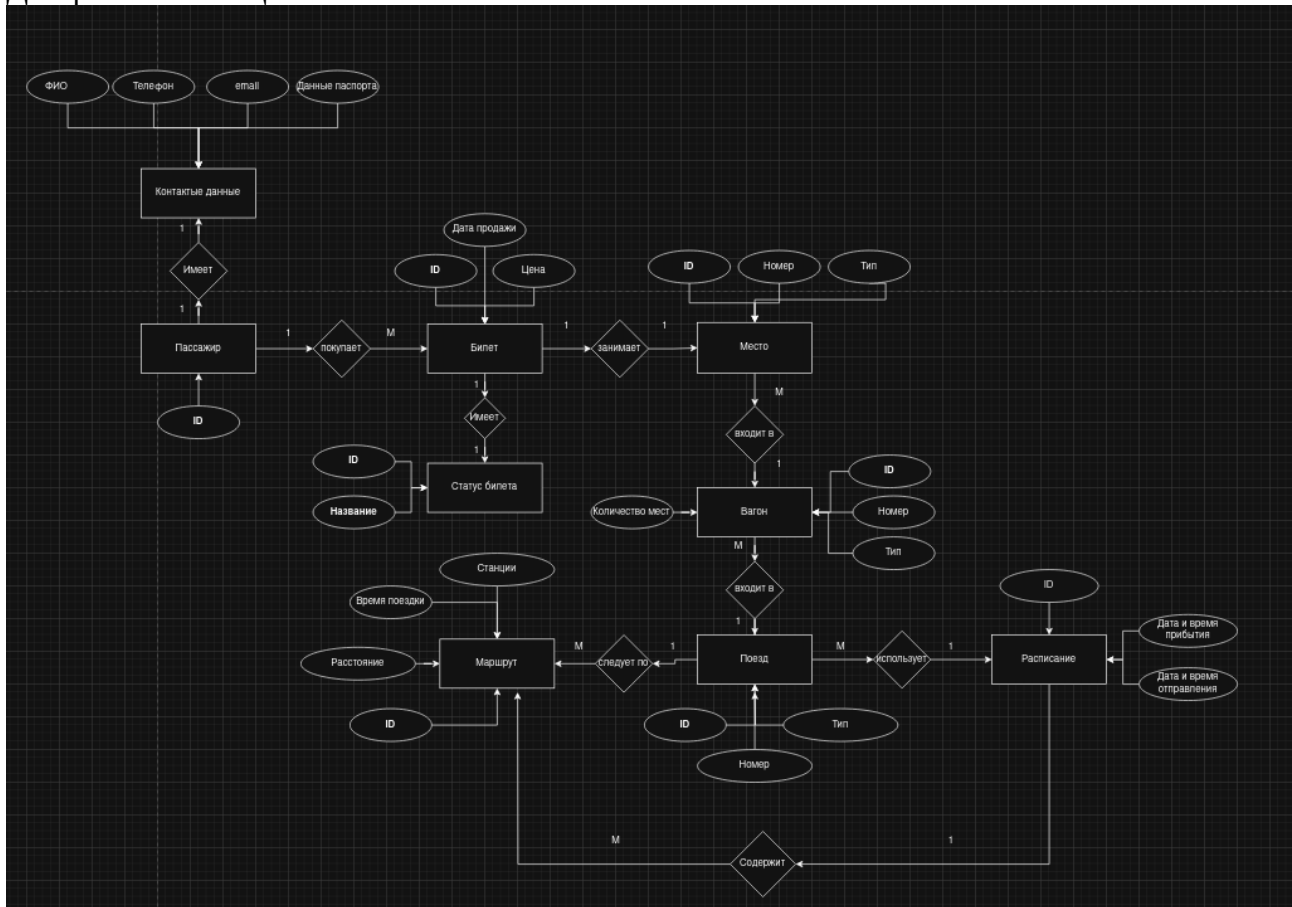 ФИО
Телефон
email
Данные паспорта
Контактые данные
1
Имеет
1
Дата продажи
ID
Цена
ID
Номер
Тип
Пассажир
1
покупает
М
Билет
1
занимает
1
Место
ID
1
Имеет
1
М
входит в
1
ID
Название
Статус билета
Количество мест
Вагон
ID
Номер
Тип
М
входит в
1
Станции
Время поездки
Расстояние
Маршрут
ID
М
следует по
1
Поезд
М
использует
1
Расписание
ID
Дата и время
прибытия
Дата и время
отправления
ID
Тип
Номер
М
Содержит
1